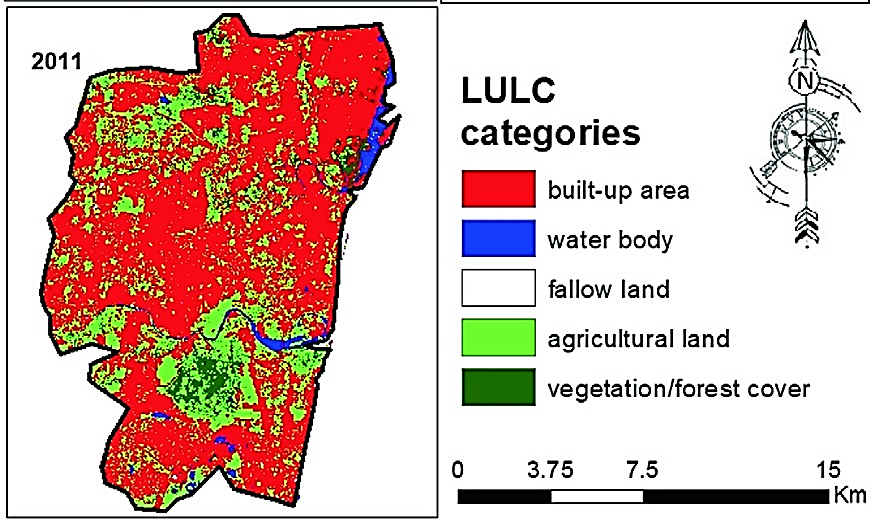 2011
LULC
categories
built-up area
water body
fallow land
agricultural land
vegetation/forest cover
N
0 3.75 7.5 15
Km